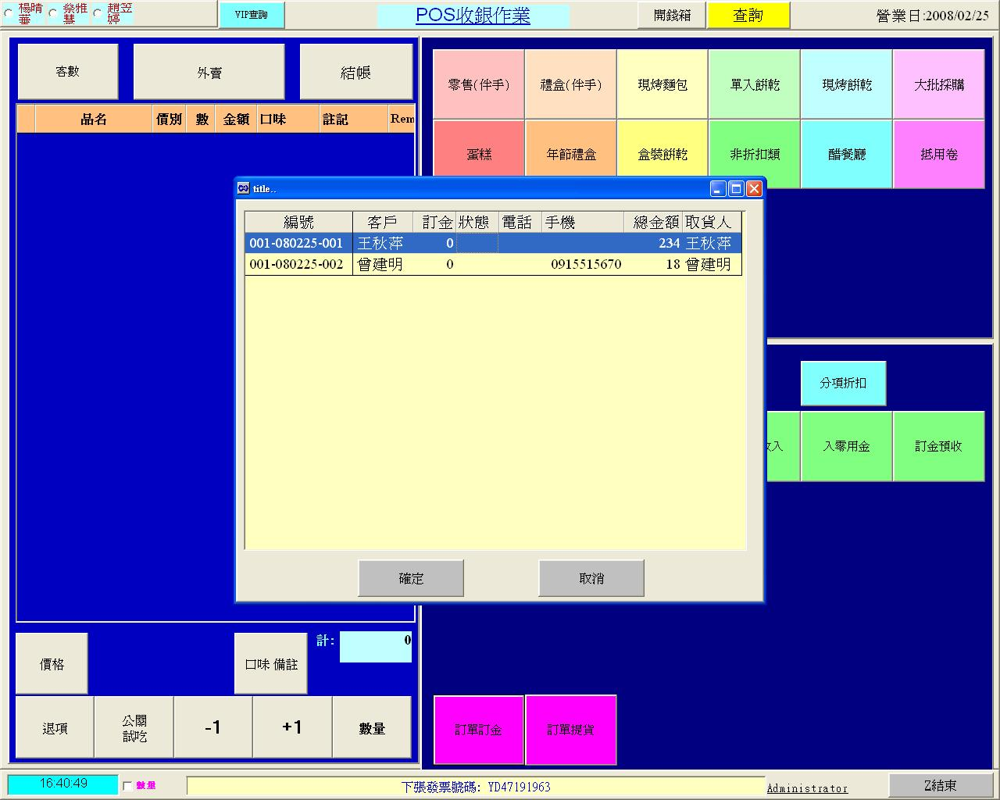 楊晴華
蔡雅慧
趙笠婷
VIP查詢
POS收銀作業
開錢箱
查詢
營業日:2008/02/25
客數
外賣
結帳
零售(伴手)
禮盒(伴手)
現烤麵包
單入餅乾
現烤餅乾
大批採購
品名 價別 數 金額 口味 註記 Rem
蛋糕
年節禮盒
盒裝餅乾
非折扣類
醋餐廳
抵用卷
title..
編號 客戶 訂金 狀態 電話 手機 總金額 取貨人
001-080225-001 王秋萍 0 234 王秋萍
001-080225-002 曾建明 0 0915515670 18 曾建明
分項折扣
入零用金
訂金預收
確定
取消
價格
口味 備註
計: 0
退項
公關
試吃
-1
+1
數量
訂單訂金
訂單提貨
16:40:49
數量
下張發票號碼: YD47191963
Administrator
Z結束